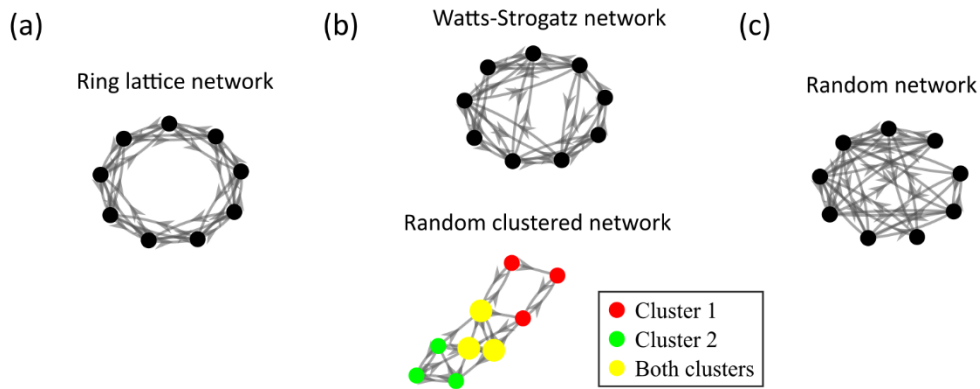 (a)
Ring lattice network
(b)
Watts-Strogatz network
Random clustered network
Cluster 1
Cluster 2
Both clusters
(c)
Random network